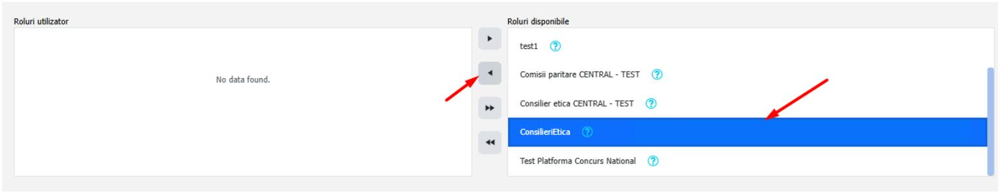 Roluri utilizator
Roluri disponibile
No data found.
test1 ?
Comisii paritare CENTRAL - TEST ?
Consilier etica CENTRAL - TEST ?
ConsilieriEtica ?
Test Platforma Concurs National ?